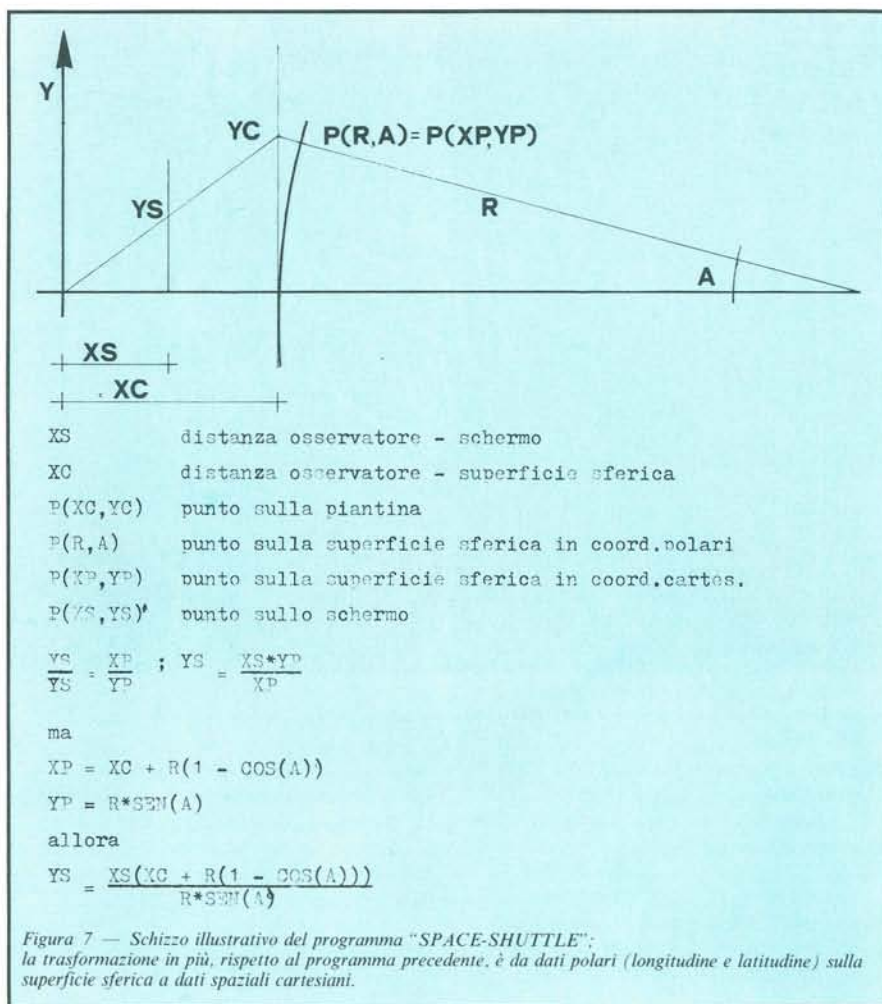 Y
YC
P(R,A)=P(XP,YP)
YS
R
A
XS
XC
XS distanza osservatore - schermo
XC distanza osservatore - superficie sferica
P(XC,YC) punto sulla piantina
P(R,A) punto sulla superficie sferica in coord.polari
P(XP,YP) punto sulla superficie sferica in coord.cartes.
P(XS,YS) punto sullo schermo
YS/YS = XP/YP ; YS = XS*YP/XP
ma
XP = XC + R(1 - COS(A))
YP = R*SEN(A)
allora
YS = XS(XC + R(1 - COS(A)))/R*SEN(A)
Figura 7 — Schizzo illustrativo del programma “SPACE-SHUTTLE”;
la trasformazione in più, rispetto al programma precedente, è da dati polari (longitudine e latitudine) sulla
superficie sferica a dati spaziali cartesiani.